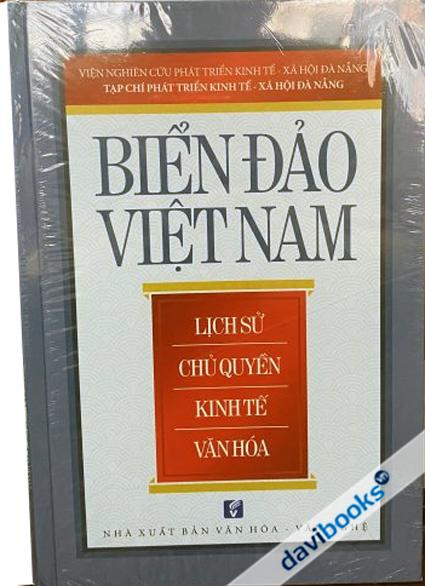 VIỆN NGHIÊN CỨU PHÁT TRIỂN KINH TẾ - XÃ HỘI ĐÀ NẴNG
TẠP CHÍ PHÁT TRIỂN KINH TẾ - XÃ HỘI ĐÀ NẴNG
BIỂN ĐẢO
VIỆT NAM
LỊCH SỬ
CHỦ QUYỀN
KINH TẾ
VĂN HÓA
NHÀ XUẤT BẢN VĂN HÓA -
davibooks.vn